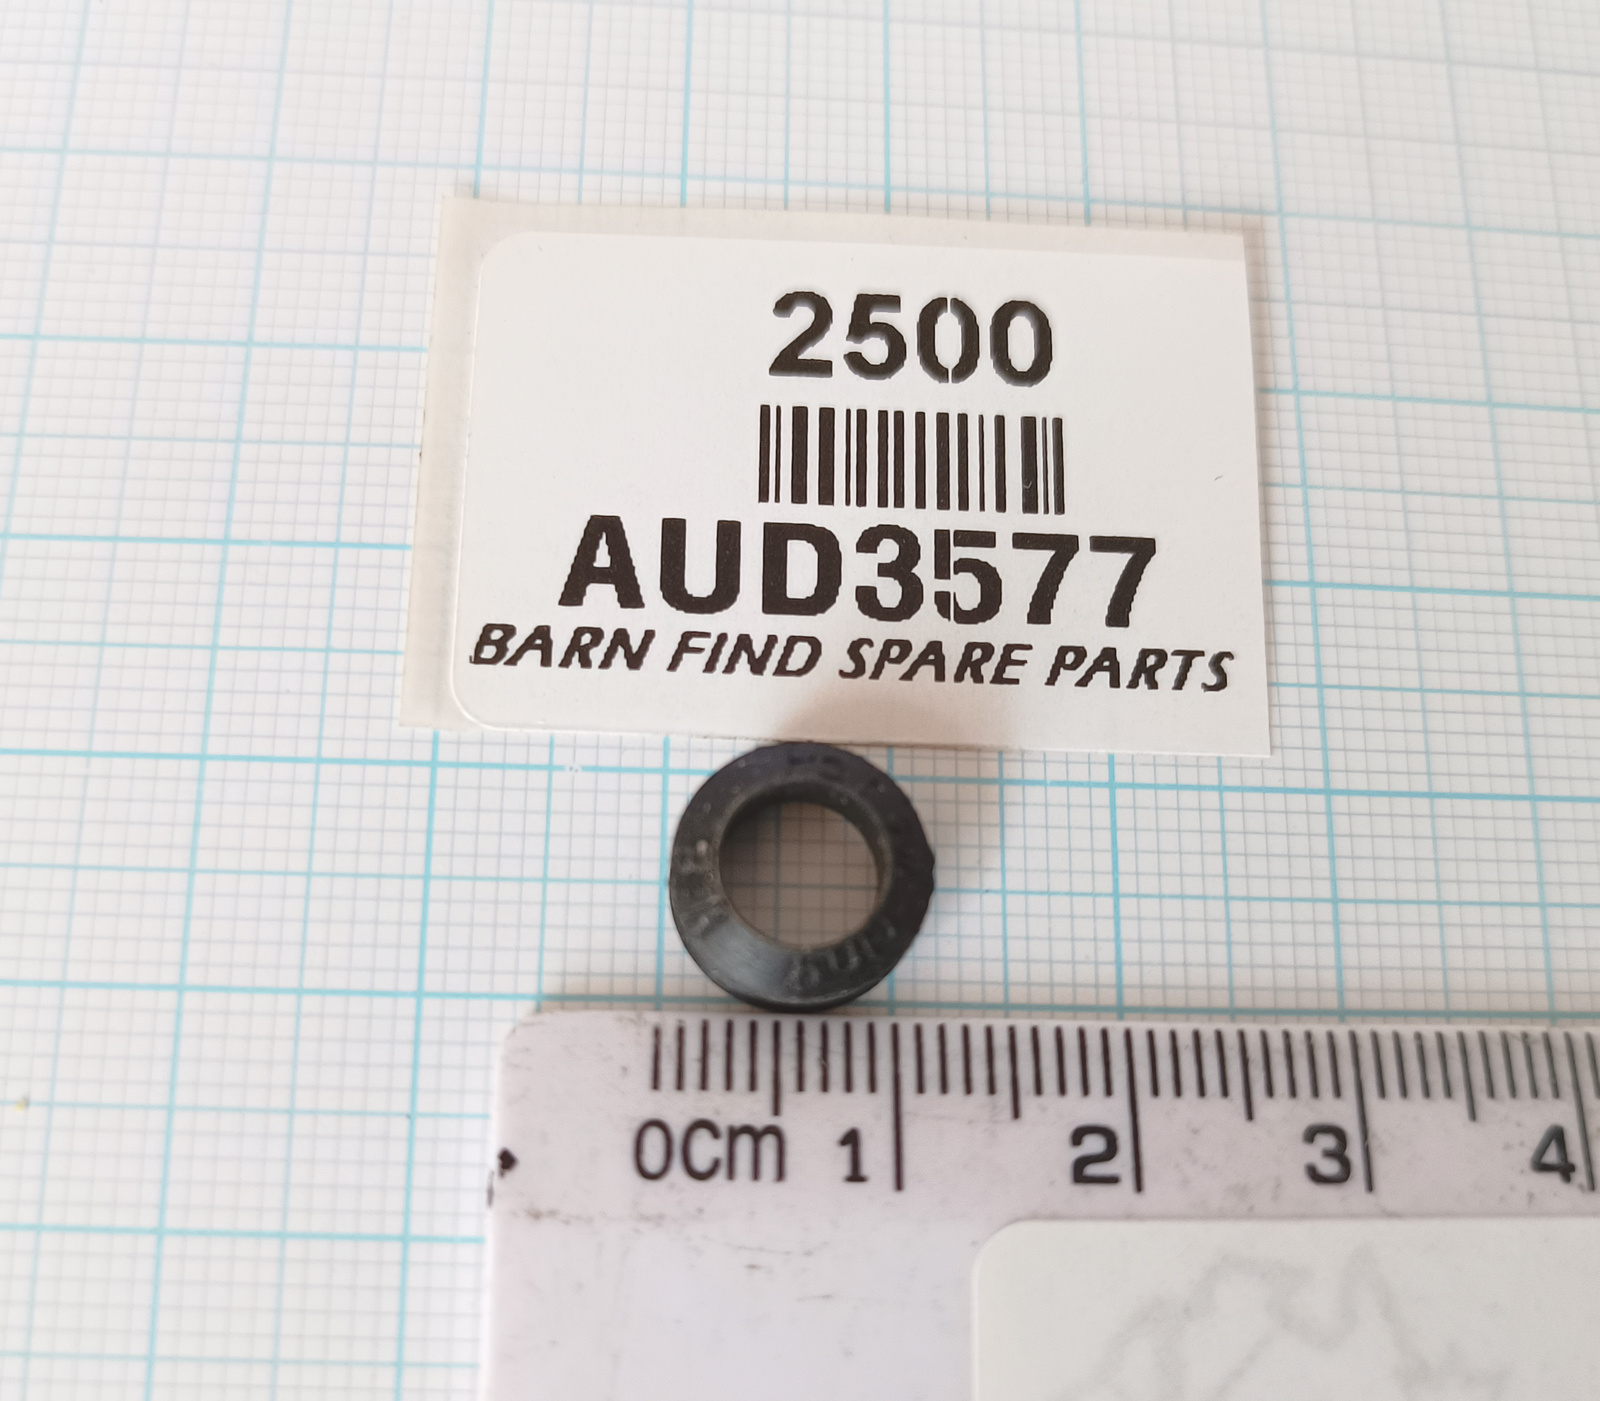 2500
AUD3577
BARN FIND SPARE PARTS
0cm 1 2 3 4